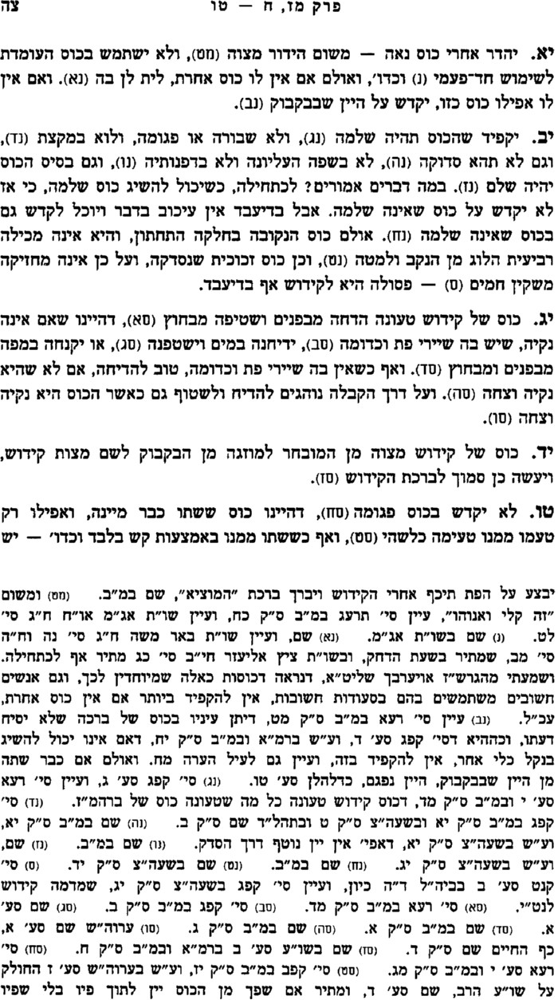 פרק מז, ח — טו
צה
יא. יהדר אחרי כוס נאה — משום הידור מצוה (מט), ולא ישתמש בכוס העומדת
לשימוש חד־פעמי (נ) וכדו׳, ואולם אם אין לו כוס אחרת, לית לן בה (נא). ואם אין
לו אפילו כוס כזו, יקדש על היין שבבקבוק (נב).
יב. יקפיד שהכוס תהיה שלמה (נג), ולא שבורה או פגומה, ולוא במקצת (נד),
וגם לא תהא סדוקה (נה), לא בשפה העליונה ולא בדפנותיה (נו), וגם בסיס הכוס
יהיה שלם (נז). במה דברים אמורים? לכתחילה, כשיכול להשיג כוס שלמה, כי אז
לא יקדש על כוס שאינה שלמה. אבל בדיעבד אין עיכוב בדבר ויוכל לקדש גם
בכוס שאינה שלמה (נח). אולם כוס הנקובה בחלקה התחתון, והיא אינה מכילה
רביעית הלוג מן הנקב ולמטה (נט), וכן כוס זכוכית שנסדקה, ועל כן אינה מחזיקה
משקין חמים (ס) — פסולה היא לקידוש אף בדיעבד.
יג. כוס של קידוש טעונה הדחה מבפנים ושטיפה מבחוץ (סא), דהיינו שאם אינה
נקיה, שיש בה שיירי פת וכדומה (סב), ידיחנה במים וישטפנה (סג), או יקנחה במפה
מבפנים ומבחוץ (סד). ואף כשאין בה שיירי פת וכדומה, טוב להדיחה, אם לא שהיא
נקיה וצחה (סה). ועל דרך הקבלה נוהגים להדיח ולשטוף גם כאשר הכוס היא נקיה
וצחה (סו).
יד. כוס של קידוש מצוה מן המובחר למוזגה מן הבקבוק לשם מצות קידוש,
ויעשה כן סמוך לברכת הקידוש (סז).
טו. לא יקדש בכוס פגומה (סח), דהיינו כוס ששתו כבר מיינה, ואפילו רק
טעמו ממנו טעימה כלשהי (סט), ואף כששתו ממנו באמצעות קש בלבד וכדו׳ — יש
יבצע על הפת תיכף אחרי הקידוש ויברך ברכת ״המוציא״, שם במ״ב. (מט) ומשום
״זה קלי ואנוהו״, עיין סי׳ תרעג במ״ב ס״ק כח, ועיין שו״ת אג״מ או״ח ח״ג סי׳
לט. (נ) שם בשו״ת אג״מ. (נא) שם, ועיין שו״ת באר משה ח״ג סי׳ נה וח״ה
סי׳ מב, שמתיר בשעת הדחק, ובשו״ת ציץ אליעזר חי״ב סי׳ כג מתיר אף לכתחילה.
ושמעתי מהגרש״ז אויערבך שליט״א, דנראה דכוסות כאלה שמיוחדין לכך, וגם אנשים
חשובים משתמשים בהם בסעודות חשובות, אין להקפיד ביותר אם אין כוס אחרת,
עכ״ל. (נב) עיין סי׳ רעא במ״ב ס״ק מט, דיתן עיניו בכוס של ברכה שלא יסיח
דעתו, וכההיא דסי׳ קפג סע׳ ד, וע״ש ברמ״א ובמ״ב ס״ק יח, דאם אינו יכול להשיג
בנקל כלי אחר, אין להקפיד בזה, ועיין גם לעיל הערה מח. ואולם אם כבר שתה
מן היין שבבקבוק, היין נפגם, כדלהלן סע׳ טו. (נג) סי׳ קפג סע׳ ג, ועיין סי׳ רעא
סע׳ י ובמ״ב ס״ק מד, דכוס קידוש טעונה כל מה שטעונה כוס של ברהמ״ז. (נד) סי׳
קפג במ״ב ס״ק יא ובשעה״צ ס״ק ט ובתהל״ד שם ס״ק ב. (נה) שם במ״ב ס״ק יא,
וע״ש בשעה״צ ס״ק יא, דאפי׳ אין יין נוטף דרך הסדק. (נו) שם במ״ב. (נז) שם,
וע״ש בשעה״צ ס״ק יג. (נח) שם במ״ב. (נט) שם בשעה״צ ס״ק יד. (ס) סי׳
קנט סע׳ ב בביה״ל ד״ה כיון, ועיין סי׳ קפג בשעה״צ ס״ק יג, שמדמה קידוש
לנט״י. (סא) סי׳ רעא במ״ב ס״ק מד. (סב) סי׳ קפג במ״ב ס״ק ב. (סג) שם סע׳
א. (סד) שם במ״ב ס״ק א. (סה) שם במ״ב ס״ק ג. (סו) ערוה״ש שם סע׳ א,
כף החיים שם ס״ק ד. (סז) שם בשו״ע סע׳ ב ברמ״א ובמ״ב ס״ק ח. (סח) סי׳
רעא סע׳ י ובמ״ב ס״ק מג. (סט) סי׳ קפב במ״ב ס״ק יז, וע״ש בערוה״ש סע׳ ז החולק
על שו״ע הרב, שם סע׳ ד, ומתיר אם שפך מן הכוס יין לתוך פיו בלי שפיו